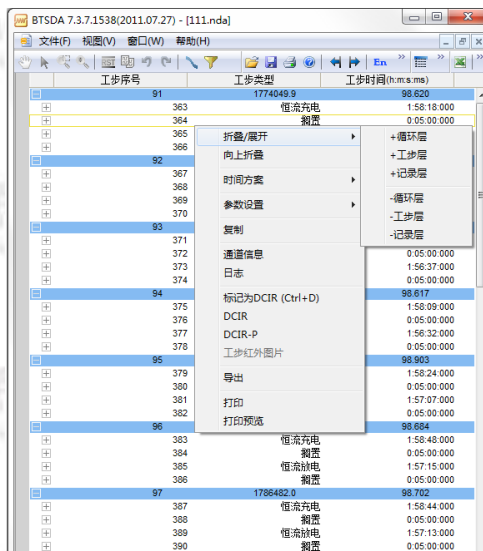 BTSDA 7.3.7.1538(2011.07.27) - [111.nda]
文件(F) 视图(V) 窗口(W) 帮助(H)
En
工步序号 工步类型 工步时间(h:m:s:ms)
91 1774049.9 98.620
363 恒流充电 1:58:18:000
364 搁置 0:05:00:000
365
366
92
367
368
369
370
93
371
372 0:05:00:000
373 1:56:37:000
374 0:05:00:000
94 98.617
375 1:58:09:000
376 0:05:00:000
377 1:56:32:000
378 0:05:00:000
95 98.903
379 1:58:24:000
380 0:05:00:000
381 1:57:07:000
382 0:05:00:000
96 98.684
383 恒流充电 1:58:48:000
384 搁置 0:05:00:000
385 恒流放电 1:57:15:000
386 搁置 0:05:00:000
97 1786482.0 98.702
387 恒流充电 1:58:44:000
388 搁置 0:05:00:000
389 恒流放电 1:57:13:000
390 搁置 0:05:00:000
折叠/展开
向上折叠
时间方案
参数设置
复制
通道信息
日志
标记为DCIR (Ctrl+D)
DCIR
DCIR-P
工步红外图片
导出
打印
打印预览
+循环层
+工步层
+记录层
-循环层
-工步层
-记录层